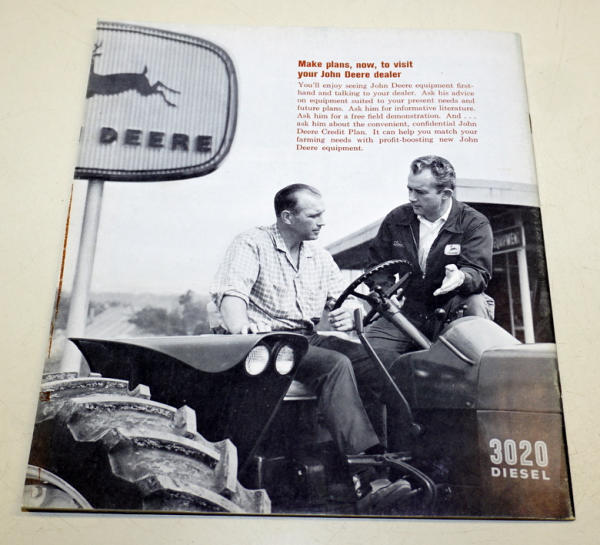 Make plans, now, to visit
your John Deere dealer
You'll enjoy seeing John Deere equipment first-
hand and talking to your dealer. Ask his advice
on equipment suited to your present needs and
future plans. Ask him for informative literature.
Ask him for a free field demonstration. And . . .
ask him about the convenient, confidential John
Deere Credit Plan. It can help you match your
farming needs with profit-boosting new John
Deere equipment.
DEERE
EQUIPMENT
3020
DIESEL